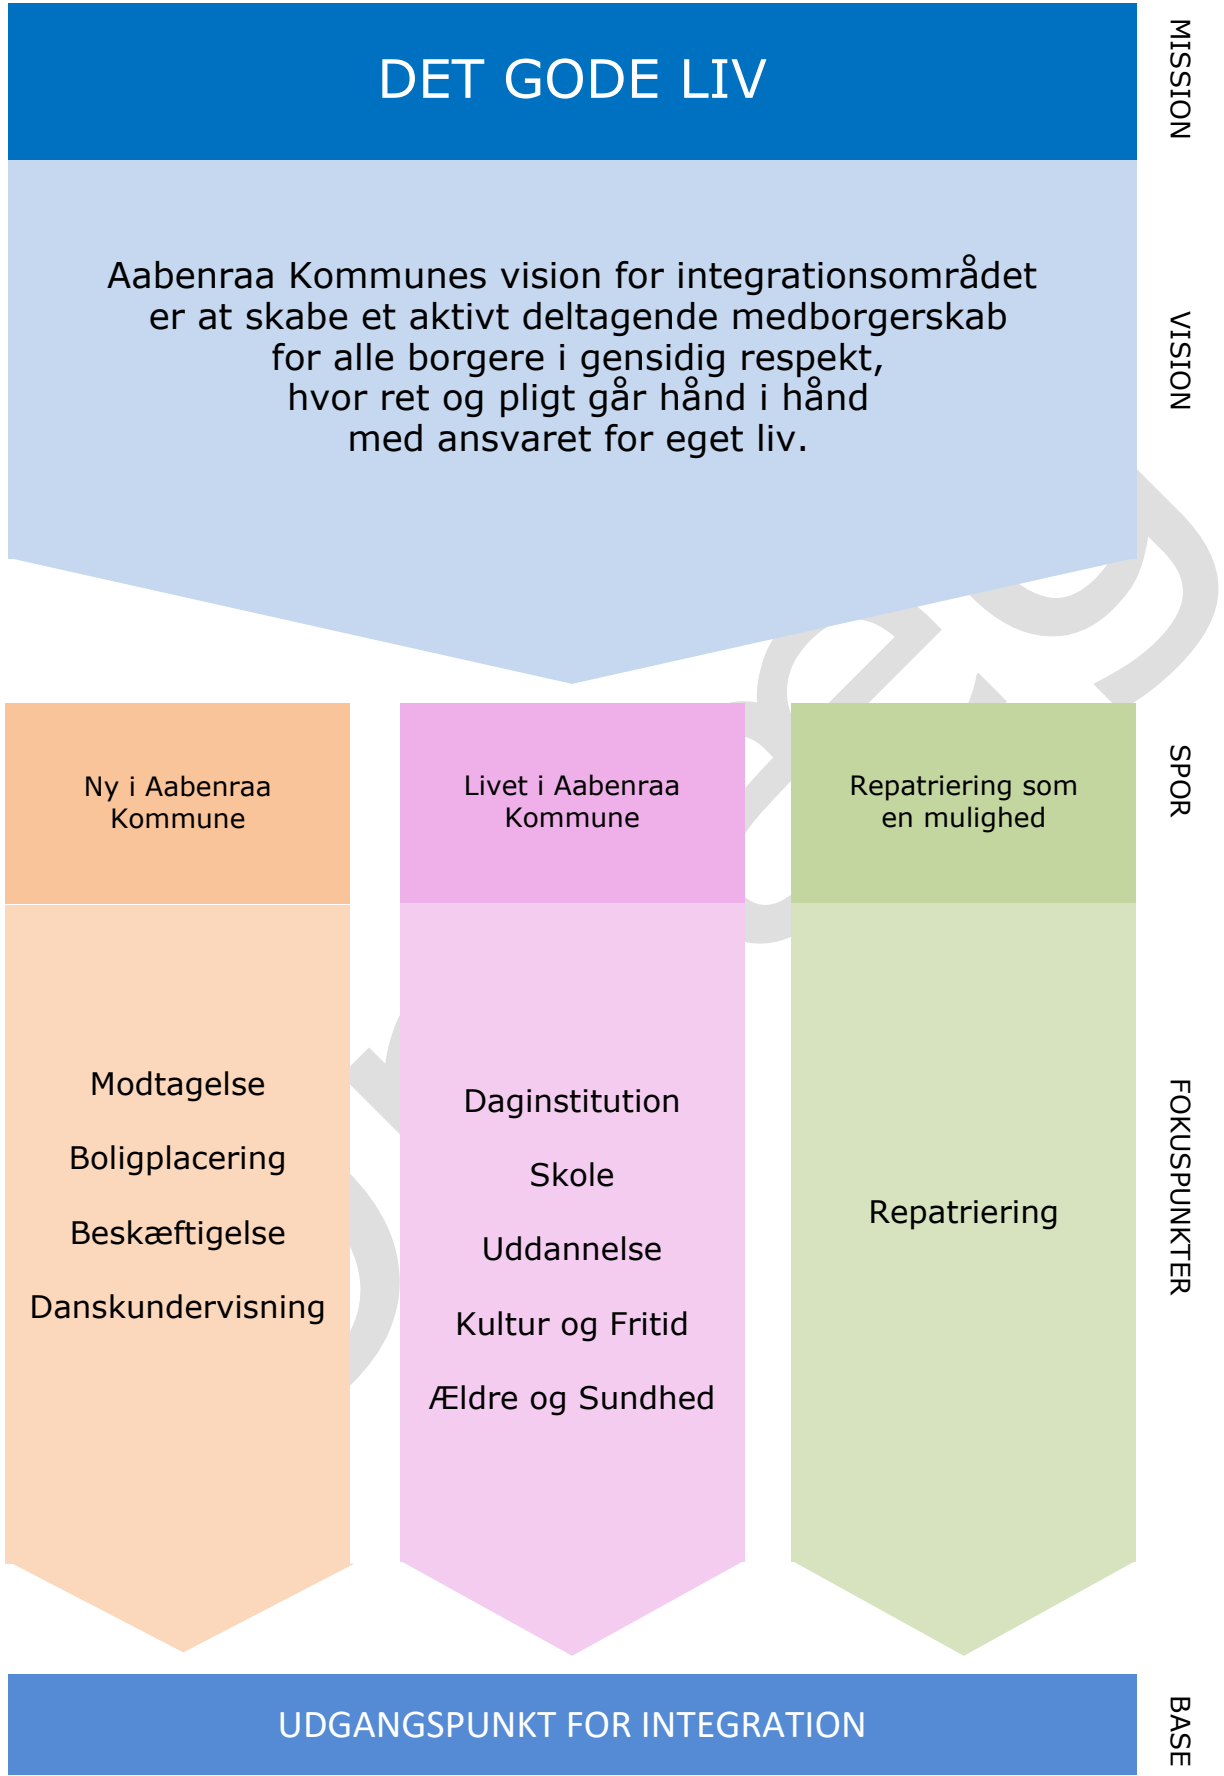 DET GODE LIV
MISSION
Aabenraa Kommunes vision for integrationsområdet
er at skabe et aktivt deltagende medborgerskab
for alle borgere i gensidig respekt,
hvor ret og pligt går hånd i hånd
med ansvaret for eget liv.
VISION
Ny i Aabenraa
Kommune
Livet i Aabenraa
Kommune
Repatriering som
en mulighed
SPOR
Modtagelse
Boligplacering
Beskæftigelse
Danskundervisning
Daginstitution
Skole
Uddannelse
Kultur og Fritid
Ældre og Sundhed
Repatriering
FOKUSPUNKTER
UDGANGSPUNKT FOR INTEGRATION
BASE